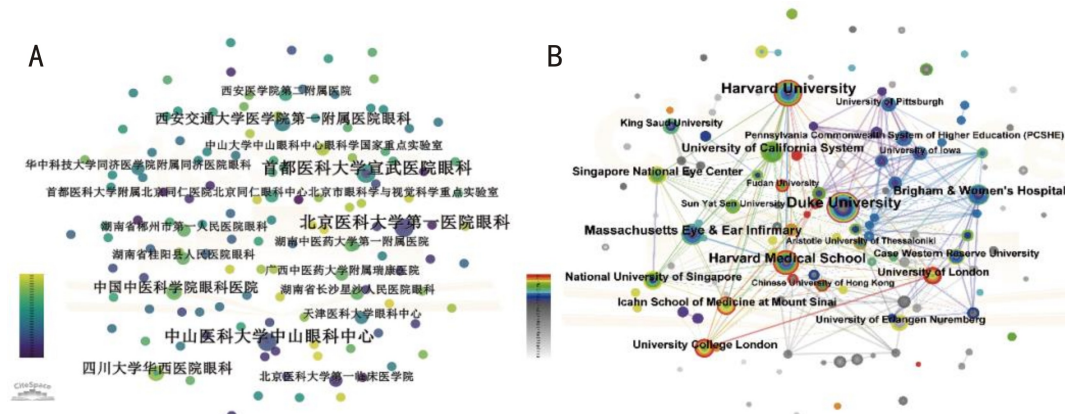 A
西安医学院第二附属医院
西安交通大学医学院第一附属医院眼科
中山大学中山眼科中心眼科学国家重点实验室
华中科技大学同济医学院附属同济医院眼科
首都医科大学宣武医院眼科
首都医科大学附属北京同仁医院北京同仁眼科中心北京市眼科学与视觉科学重点实验室
北京医科大学第一医院眼科
湖南省郴州市第一人民医院眼科
湖南中医药大学第一附属医院
湖南省桂阳县人民医院眼科
广西中医药大学附属瑞康医院
中国中医科学院眼科医院
湖南省长沙星沙人民医院眼科
天津医科大学眼科中心
中山医科大学中山眼科中心
四川大学华西医院眼科
北京医科大学第一临床医学院
CiteSpace
B
Harvard University
University of Pittsburgh
King Saud University
Pennsylvania Commonwealth System of Higher Education (PCSHE)
University of California System
University of Iowa
Singapore National Eye Center
Fudan University
Brigham & Women's Hospital
Sun Yat Sen University
Duke University
Massachusetts Eye & Ear Infirmary
Aristotle University of Thessaloniki
Case Western Reserve University
Harvard Medical School
University of London
National University of Singapore
Chinese University of Hong Kong
Icahn School of Medicine at Mount Sinai
University of Erlangen Nuremberg
University College London